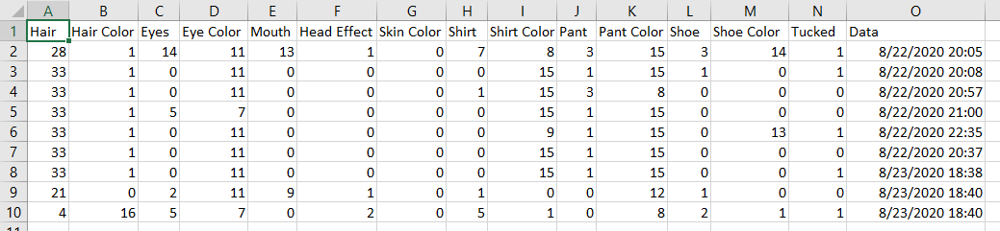 A B C D E F G H I J K L M N O
1 Hair Hair Color Eyes Eye Color Mouth Head Effect Skin Color Shirt Shirt Color Pant Pant Color Shoe Shoe Color Tucked Data
2 28 1 14 11 13 1 0 7 8 3 15 3 14 1 8/22/2020 20:05
3 33 1 0 11 0 0 0 0 15 1 15 1 0 1 8/22/2020 20:08
4 33 1 0 11 0 0 0 1 15 3 8 0 0 0 8/22/2020 20:57
5 33 1 5 7 0 0 0 0 15 1 15 0 0 0 8/22/2020 21:00
6 33 1 0 11 0 0 0 0 9 1 15 0 13 1 8/22/2020 22:35
7 33 1 0 11 0 0 0 0 15 1 15 0 0 0 8/22/2020 20:37
8 33 1 0 11 0 0 0 0 15 1 15 0 0 1 8/23/2020 18:38
9 21 0 2 11 9 1 0 1 0 0 12 1 0 0 8/23/2020 18:40
10 4 16 5 7 0 2 0 5 1 0 8 2 1 1 8/23/2020 18:40